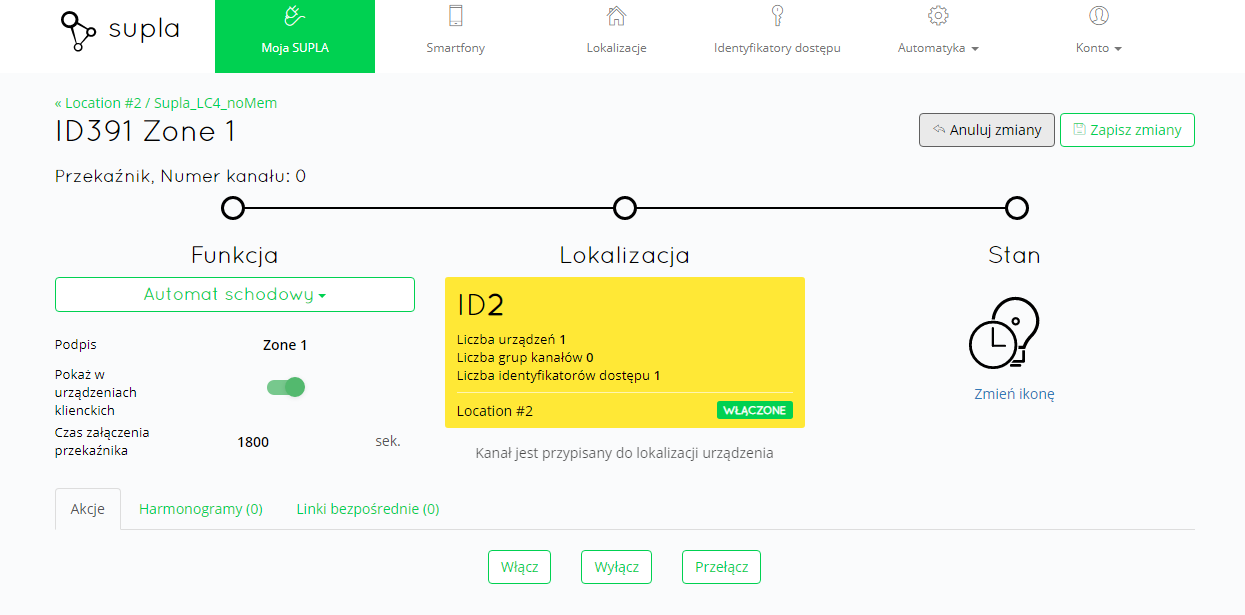 supla
Moja SUPLA
Smartfony
Lokalizacje
Identyfikatory dostępu
Automatyka
Konto
« Location #2 / Supla_LC4_noMem
ID391 Zone 1
Anuluj zmiany
Zapisz zmiany
Przekaźnik, Numer kanału: 0
Funkcja
Automat schodowy
Podpis
Zone 1
Pokaż w
urządzeniach
klienckich
Czas załączenia
przekaźnika
1800
sek.
Lokalizacja
ID2
Liczba urządzeń 1
Liczba grup kanałów 0
Liczba identyfikatorów dostępu 1
Location #2
WŁĄCZONE
Kanał jest przypisany do lokalizacji urządzenia
Stan
Zmień ikonę
Akcje
Harmonogramy (0)
Linki bezpośrednie (0)
Włącz
Wyłącz
Przełącz